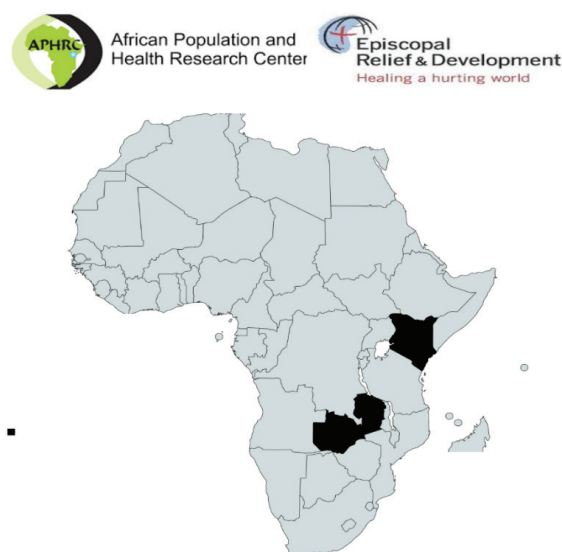 APHRC
African Population and
Health Research Center
Episcopal
Relief & Development
Healing a hurting world